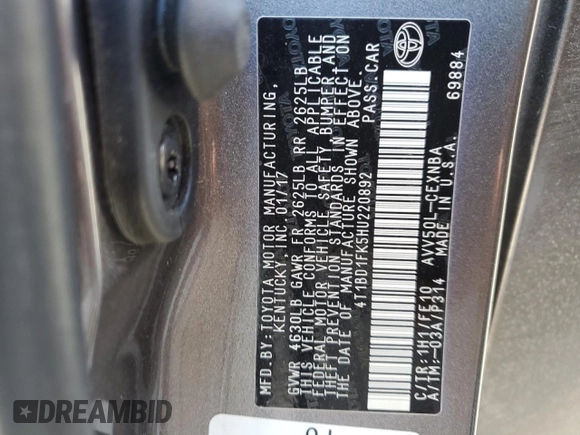 MFD.BY:TOYOTA MOTOR MANUFACTURING,
KENTUCKY, INC. 01/17
GVWR 4630LB GAWR FR 2625LB RR 2625LB
THIS VEHICLE CONFORMS TO ALL APPLICABLE
FEDERAL MOTOR VEHICLE SAFETY, BUMPER, AND
THEFT PREVENTION STANDARDS IN EFFECT ON
THE DATE OF MANUFACTURE SHOWN ABOVE.
4T1BD1FK5HU220892 PASS.CAR
C/TR:1H1/FE10 AVV50L-CEXNBA
A/TM:-03A/P314 MADE IN U.S.A. 69884
DREAMBID